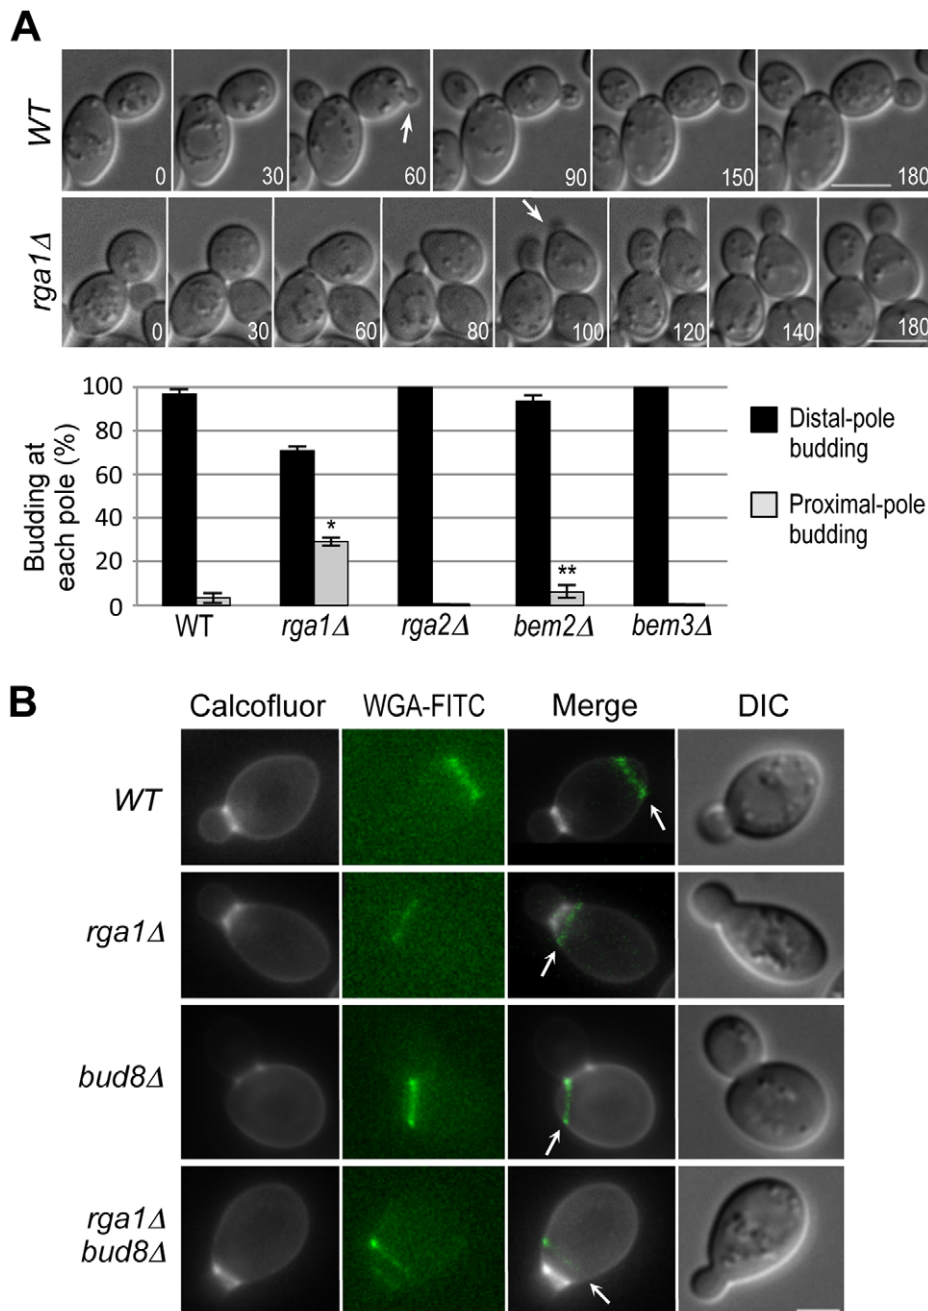 A
WT
0 30 60 90 150 180
rga1Δ
0 30 60 80 100 120 140 180
Budding at
each pole (%)
100
80
60
40
20
0
*
**
WT rga1Δ rga2Δ bem2Δ bem3Δ
Distal-pole
budding
Proximal-pole
budding
B
Calcofluor WGA-FITC Merge DIC
WT
rga1Δ
bud8Δ
rga1Δ
bud8Δ